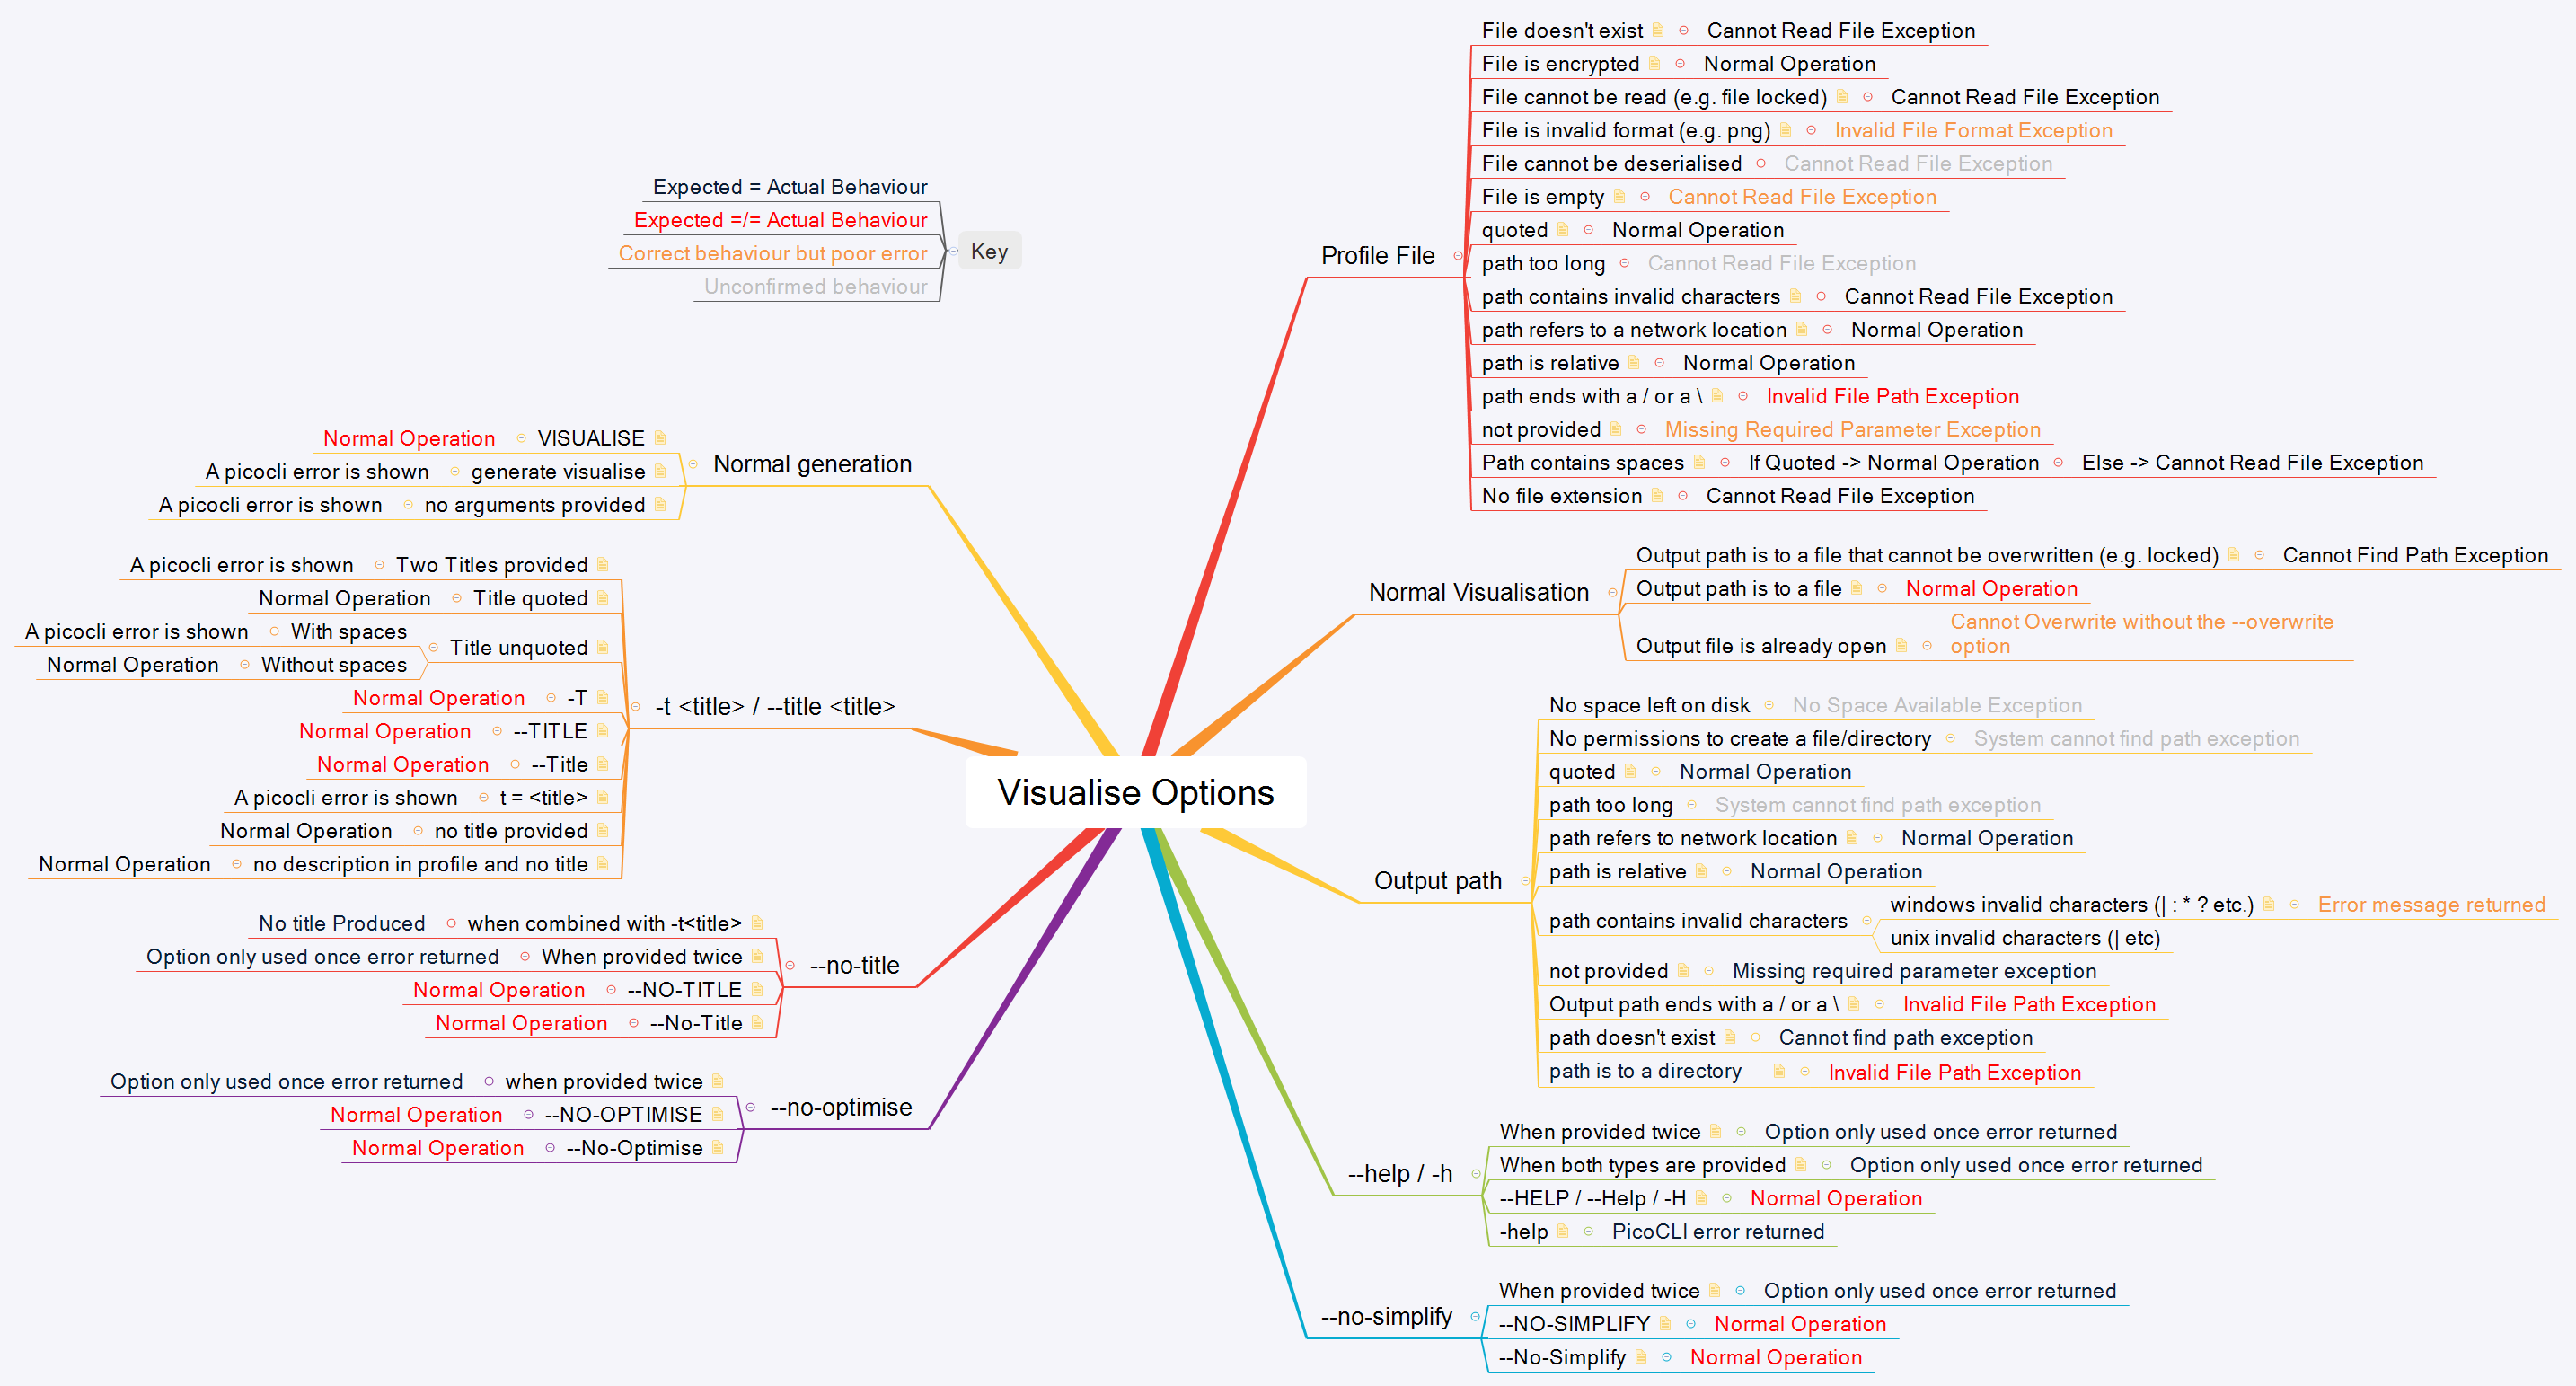 Expected = Actual Behaviour
Expected =/= Actual Behaviour
Correct behaviour but poor error
Unconfirmed behaviour
Key
Normal Operation VISUALISE
A picocli error is shown generate visualise
A picocli error is shown no arguments provided
Normal generation
A picocli error is shown Two Titles provided
Normal Operation Title quoted
A picocli error is shown With spaces
Normal Operation Without spaces
Title unquoted
Normal Operation -T
Normal Operation --TITLE
Normal Operation --Title
A picocli error is shown t = <title>
Normal Operation no title provided
Normal Operation no description in profile and no title
-t <title> / --title <title>
No title Produced when combined with -t<title>
Option only used once error returned When provided twice
Normal Operation --NO-TITLE
Normal Operation --No-Title
--no-title
Option only used once error returned when provided twice
Normal Operation --NO-OPTIMISE
Normal Operation --No-Optimise
--no-optimise
Visualise Options
Profile File
File doesn't exist Cannot Read File Exception
File is encrypted Normal Operation
File cannot be read (e.g. file locked) Cannot Read File Exception
File is invalid format (e.g. png) Invalid File Format Exception
File cannot be deserialised Cannot Read File Exception
File is empty Cannot Read File Exception
quoted Normal Operation
path too long Cannot Read File Exception
path contains invalid characters Cannot Read File Exception
path refers to a network location Normal Operation
path is relative Normal Operation
path ends with a / or a \ Invalid File Path Exception
not provided Missing Required Parameter Exception
Path contains spaces If Quoted -> Normal Operation Else -> Cannot Read File Exception
No file extension Cannot Read File Exception
Normal Visualisation
Output path is to a file that cannot be overwritten (e.g. locked) Cannot Find Path Exception
Output path is to a file Normal Operation
Output file is already open Cannot Overwrite without the --overwrite
option
Output path
No space left on disk No Space Available Exception
No permissions to create a file/directory System cannot find path exception
quoted Normal Operation
path too long System cannot find path exception
path refers to network location Normal Operation
path is relative Normal Operation
path contains invalid characters
windows invalid characters (| : * ? etc.) Error message returned
unix invalid characters (| etc)
not provided Missing required parameter exception
Output path ends with a / or a \ Invalid File Path Exception
path doesn't exist Cannot find path exception
path is to a directory Invalid File Path Exception
--help / -h
When provided twice Option only used once error returned
When both types are provided Option only used once error returned
--HELP / --Help / -H Normal Operation
-help PicoCLI error returned
--no-simplify
When provided twice Option only used once error returned
--NO-SIMPLIFY Normal Operation
--No-Simplify Normal Operation